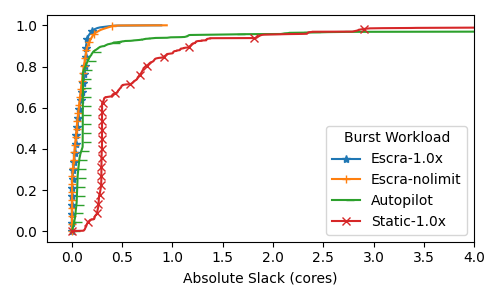 1.0
0.8
0.6
0.4
0.2
0.0
Burst Workload
Escra-1.0x
Escra-nolimit
Autopilot
Static-1.0x
0.0 0.5 1.0 1.5 2.0 2.5 3.0 3.5 4.0
Absolute Slack (cores)